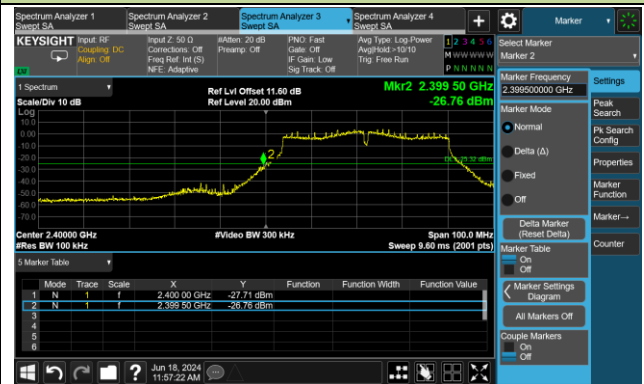 Spectrum Analyzer 1
Swept SA
Spectrum Analyzer 2
Swept SA
Spectrum Analyzer 3
Swept SA
Spectrum Analyzer 4
Swept SA
Marker
KEYSIGHT
Input: RF
Coupling: DC
Align: Off
Input Z: 50 Ω
Corrections: Off
Freq Ref: Int (S)
NFE: Adaptive
#Atten: 20 dB
Preamp: Off
PNO: Fast
Gate: Off
IF Gain: Low
Sig Track: Off
Avg Type: Log-Power
Avg|Hold:>10/10
Trig: Free Run
1 2 3 4 5 6
M W W W W W
P N N N N N
Select Marker
Marker 2
1 Spectrum
Scale/Div 10 dB
Ref Lvl Offset 11.60 dB
Ref Level 20.00 dBm
Mkr2 2.399 50 GHz
-26.76 dBm
Log
10.0
0.00
-10.0
-20.0
-30.0
-40.0
-50.0
-60.0
-70.0
2
Center 2.40000 GHz
#Res BW 100 kHz
#Video BW 300 kHz
Span 100.0 MHz
Sweep 9.60 ms (2001 pts)
5 Marker Table
Mode Trace Scale X Y Function Function Width Function Value
1 N 1 f 2.400 00 GHz -27.71 dBm
2 N 1 f 2.399 50 GHz -26.76 dBm
3
4
5
6
Marker Frequency
2.399500000 GHz
Marker Mode
Normal
Delta (Δ)
Fixed
Off
Delta Marker
(Reset Delta)
Marker Table
On
Off
Marker Settings
Diagram
All Markers Off
Couple Markers
On
Off
Settings
Peak
Search
Pk Search
Config
Properties
Marker
Function
Marker→
Counter
Jun 18, 2024
11:57:22 AM